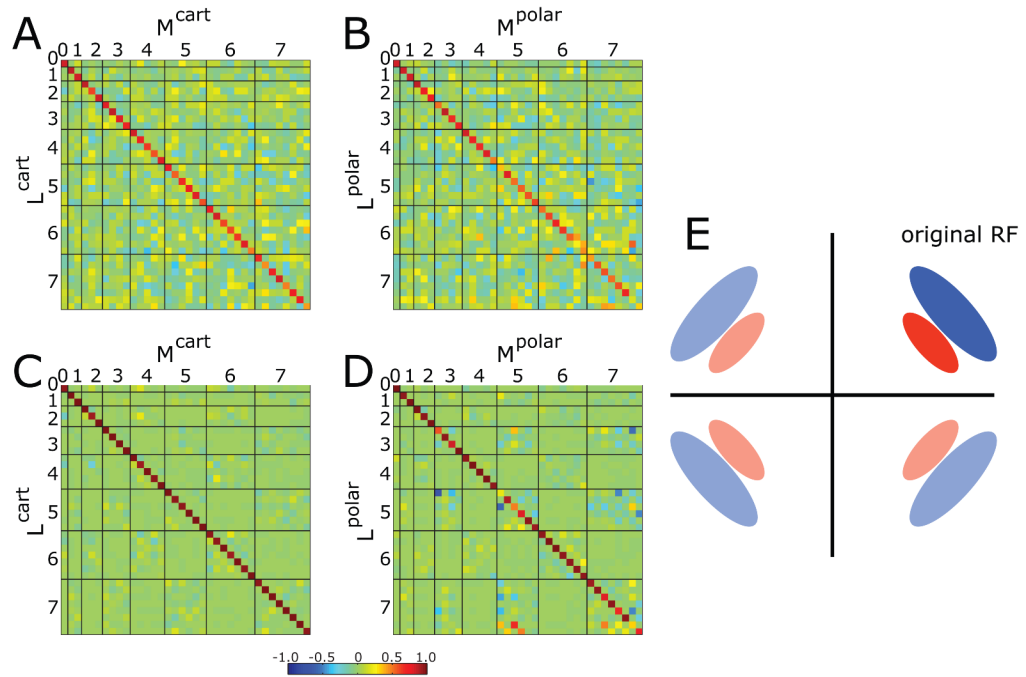 A M^cart B M^polar
0 1 2 3 4 5 6 7 0 1 2 3 4 5 6 7
0 0
1 1
2 2
3 3
4 4
L^cart 5 L^polar 5
6 6
7 7
E original RF
C M^cart D M^polar
0 1 2 3 4 5 6 7 0 1 2 3 4 5 6 7
0 0
1 1
2 2
3 3
4 4
L^cart 5 L^polar 5
6 6
7 7
-1.0 -0.5 0 0.5 1.0